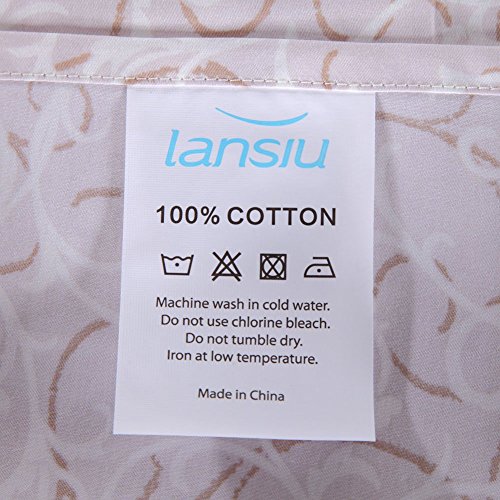 lansiu
100% COTTON
Machine wash in cold water.
Do not use chlorine bleach.
Do not tumble dry.
Iron at low temperature.
Made in China